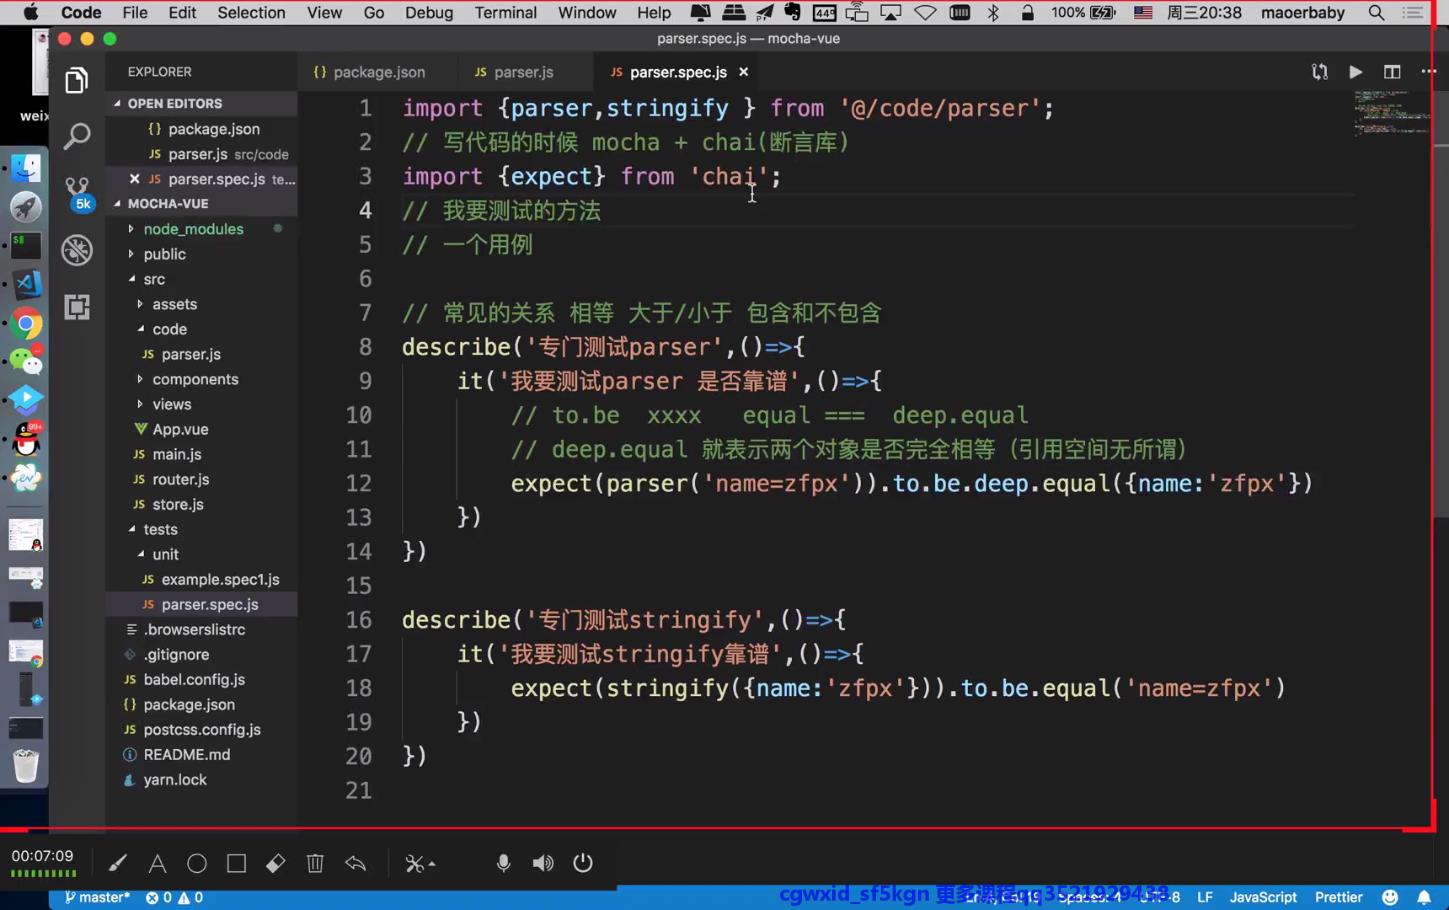 Code File Edit Selection View Go Debug Terminal Window Help 449 100% 周三20:38 maoerbaby
parser.spec.js — mocha-vue
EXPLORER
{} package.json
JS parser.js
JS parser.spec.js ×
weix
OPEN EDITORS
{} package.json
JS parser.js src/code
× JS parser.spec.js te...
5k
MOCHA-VUE
node_modules
public
src
assets
code
JS parser.js
components
views
App.vue
JS main.js
JS router.js
JS store.js
tests
unit
JS example.spec1.js
JS parser.spec.js
.browserslistrc
.gitignore
JS babel.config.js
{} package.json
JS postcss.config.js
README.md
yarn.lock
99+
1 import {parser,stringify } from '@/code/parser';
2 // 写代码的时候 mocha + chai(断言库)
3 import {expect} from 'chai';
4 // 我要测试的方法
5 // 一个用例
6
7 // 常见的关系 相等 大于/小于 包含和不包含
8 describe('专门测试parser',()=>{
9 it('我要测试parser 是否靠谱',()=>{
10 // to.be xxxx equal === deep.equal
11 // deep.equal 就表示两个对象是否完全相等 (引用空间无所谓)
12 expect(parser('name=zfpx')).to.be.deep.equal({name:'zfpx'})
13 })
14 })
15
16 describe('专门测试stringify',()=>{
17 it('我要测试stringify靠谱',()=>{
18 expect(stringify({name:'zfpx'})).to.be.equal('name=zfpx')
19 })
20 })
21
00:07:09
master* 0 0
cgwxid_sf5kgn 更多课程qq3521929438
UTF-8 LF JavaScript Prettier